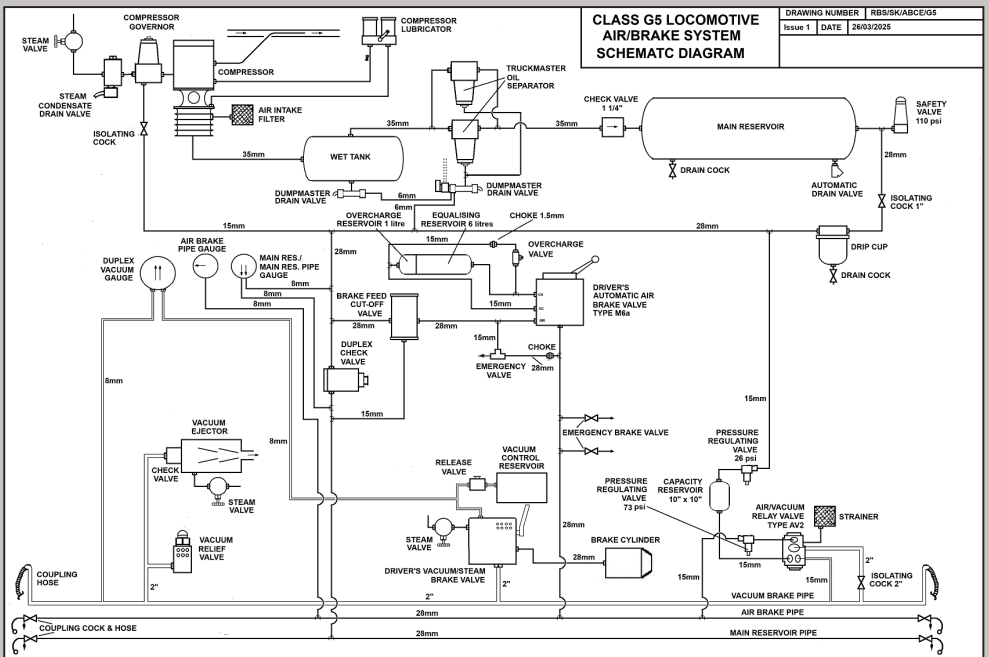 CLASS G5 LOCOMOTIVE
AIR/BRAKE SYSTEM
SCHEMATC DIAGRAM
DRAWING NUMBER RBS/SK/ABCE/G5
Issue 1 DATE 26/03/2025
COMPRESSOR
GOVERNOR
STEAM
VALVE
COMPRESSOR
LUBRICATOR
COMPRESSOR
STEAM
CONDENSATE
DRAIN VALVE
AIR INTAKE
FILTER
ISOLATING
COCK
35mm
WET TANK
35mm
TRUCKMASTER
OIL
SEPARATOR
35mm
CHECK VALVE
1 1/4"
MAIN RESERVOIR
SAFETY
VALVE
110 psi
28mm
DRAIN COCK
AUTOMATIC
DRAIN VALVE
ISOLATING
COCK 1"
DUMPMASTER
DRAIN VALVE
6mm
6mm
DUMPMASTER
DRAIN VALVE
15mm
OVERCHARGE
RESERVOIR 1 litre
EQUALISING
RESERVOIR 6 litres
CHOKE 1.5mm
28mm
DRIP CUP
DRAIN COCK
DUPLEX
VACUUM
GAUGE
AIR BRAKE
PIPE GAUGE
MAIN RES./
MAIN RES. PIPE
GAUGE
8mm
8mm
8mm
28mm
15mm
OVERCHARGE
VALVE
BRAKE FEED
CUT-OFF
VALVE
28mm
28mm
15mm
CR
DC
MR
DRIVER'S
AUTOMATIC AIR
BRAKE VALVE
TYPE M6a
15mm
CHOKE
28mm
EMERGENCY
VALVE
DUPLEX
CHECK
VALVE
15mm
8mm
8mm
15mm
EMERGENCY BRAKE VALVE
VACUUM
EJECTOR
CHECK
VALVE
STEAM
VALVE
VACUUM
RELIEF
VALVE
VACUUM
CONTROL
RESERVOIR
RELEASE
VALVE
STEAM
VALVE
DRIVER'S VACUUM/STEAM
BRAKE VALVE
28mm
28mm
BRAKE CYLINDER
PRESSURE
REGULATING
VALVE
26 psi
PRESSURE
REGULATING
VALVE
73 psi
CAPACITY
RESERVOIR
10" x 10"
AIR/VACUUM
RELAY VALVE
TYPE AV2
STRAINER
15mm
15mm
15mm
2"
ISOLATING
COCK 2"
COUPLING
HOSE
2"
2"
2"
VACUUM BRAKE PIPE
28mm
AIR BRAKE PIPE
COUPLING COCK & HOSE
28mm
MAIN RESERVOIR PIPE